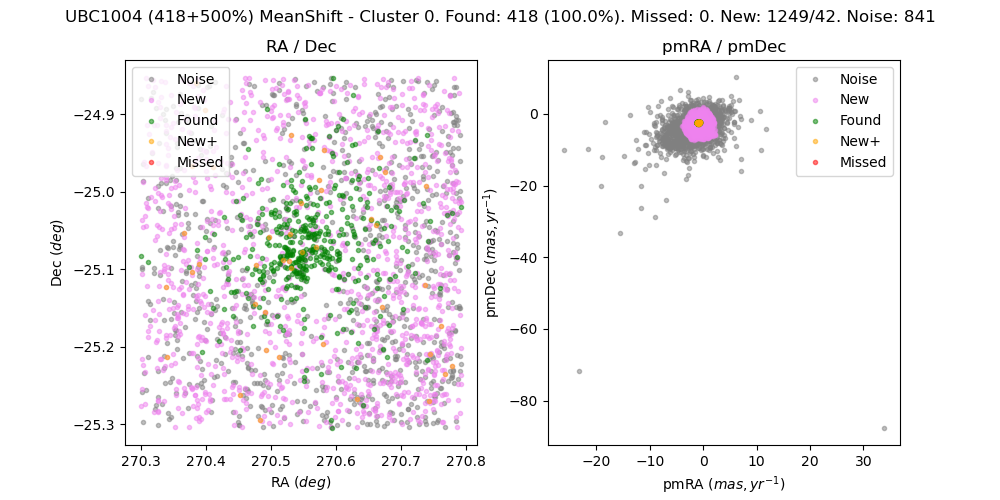 UBC1004 (418+500%) MeanShift - Cluster 0. Found: 418 (100.0%). Missed: 0. New: 1249/42. Noise: 841
RA / Dec
Noise
New
Found
New+
Missed
−24.9
−25.0
−25.1
−25.2
−25.3
Dec (deg)
270.3 270.4 270.5 270.6 270.7 270.8
RA (deg)
pmRA / pmDec
Noise
New
Found
New+
Missed
0
−20
−40
−60
−80
pmDec (mas, yr⁻¹)
−20 −10 0 10 20 30
pmRA (mas, yr⁻¹)